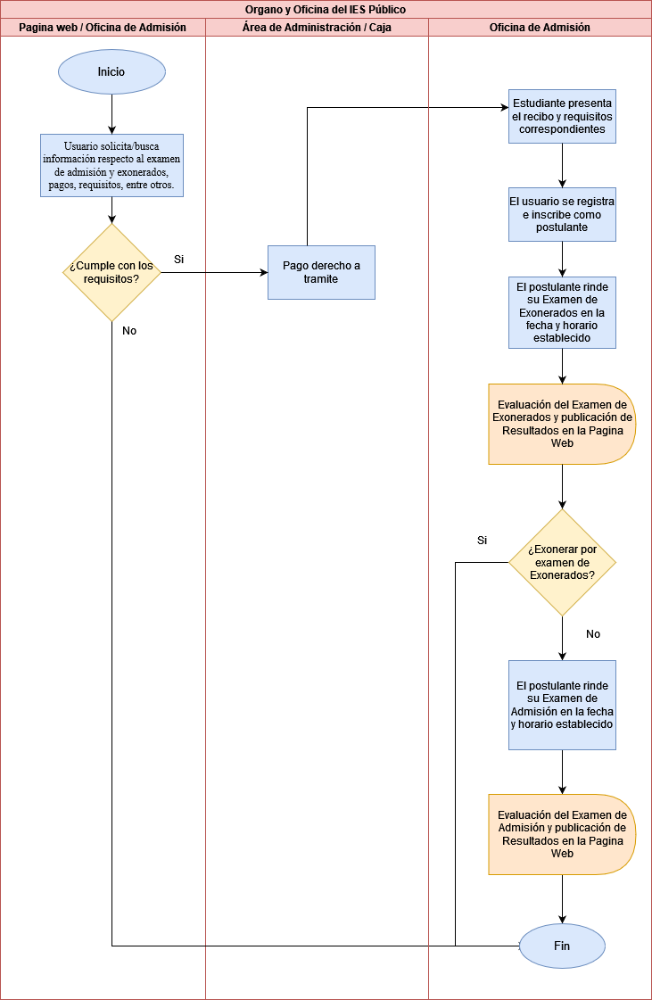 Organo y Oficina del IES Público
Pagina web / Oficina de Admisión
Área de Administración / Caja
Oficina de Admisión
Inicio
Usuario solicita/busca
información respecto al examen
de admisión y exonerados,
pagos, requisitos, entre otros.
¿Cumple con los
requisitos?
Si
No
Pago derecho a
tramite
Estudiante presenta
el recibo y requisitos
correspondientes
El usuario se registra
e inscribe como
postulante
El postulante rinde
su Examen de
Exonerados en la
fecha y horario
establecido
Evaluación del Examen de
Exonerados y publicación de
Resultados en la Pagina
Web
¿Exonerar por
examen de
Exonerados?
Si
No
El postulante rinde
su Examen de
Admisión en la fecha
y horario establecido
Evaluación del Examen de
Admisión y publicación de
Resultados en la Pagina
Web
Fin